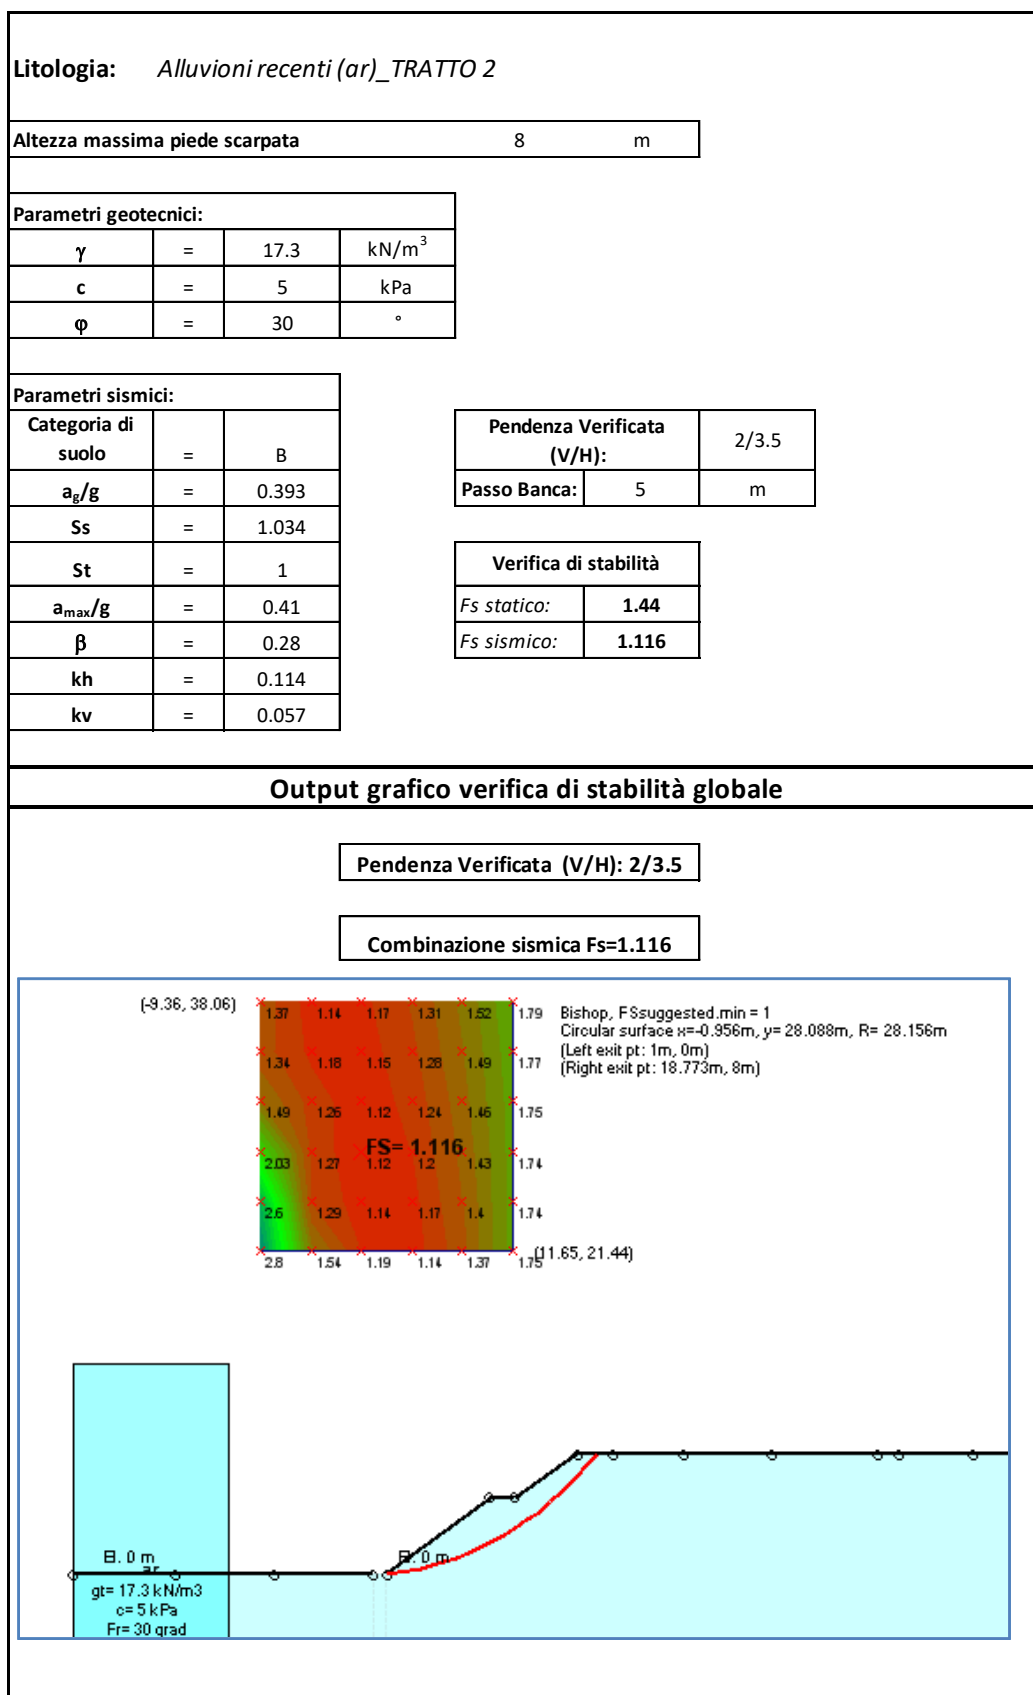 Litologia: Alluvioni recenti (ar)_TRATTO 2
Altezza massima piede scarpata 8 m
Parametri geotecnici:
γ = 17.3 kN/m³
c = 5 kPa
φ = 30 °
Parametri sismici:
Categoria di suolo = B
ag/g = 0.393
Ss = 1.034
St = 1
amax/g = 0.41
β = 0.28
kh = 0.114
kv = 0.057
Pendenza Verificata (V/H): 2/3.5
Passo Banca: 5 m
Verifica di stabilità
Fs statico: 1.44
Fs sismico: 1.116
Output grafico verifica di stabilità globale
Pendenza Verificata (V/H): 2/3.5
Combinazione sismica Fs=1.116
(-9.36, 38.06)
1.37 1.14 1.17 1.31 1.52 1.79
1.34 1.18 1.15 1.28 1.49 1.77
1.49 1.26 1.12 1.24 1.46 1.75
FS= 1.116
2.03 1.27 1.12 1.2 1.43 1.74
2.6 1.29 1.14 1.17 1.4 1.74
2.8 1.54 1.19 1.14 1.37 1.75
(11.65, 21.44)
Bishop, FSsuggested.min = 1
Circular surface x=-0.956m, y= 28.088m, R= 28.156m
(Left exit pt: 1m, 0m)
(Right exit pt: 18.773m, 8m)
El. 0 m
El. 0 m
ar
gt= 17.3 kN/m3
c= 5 kPa
Fr= 30 grad